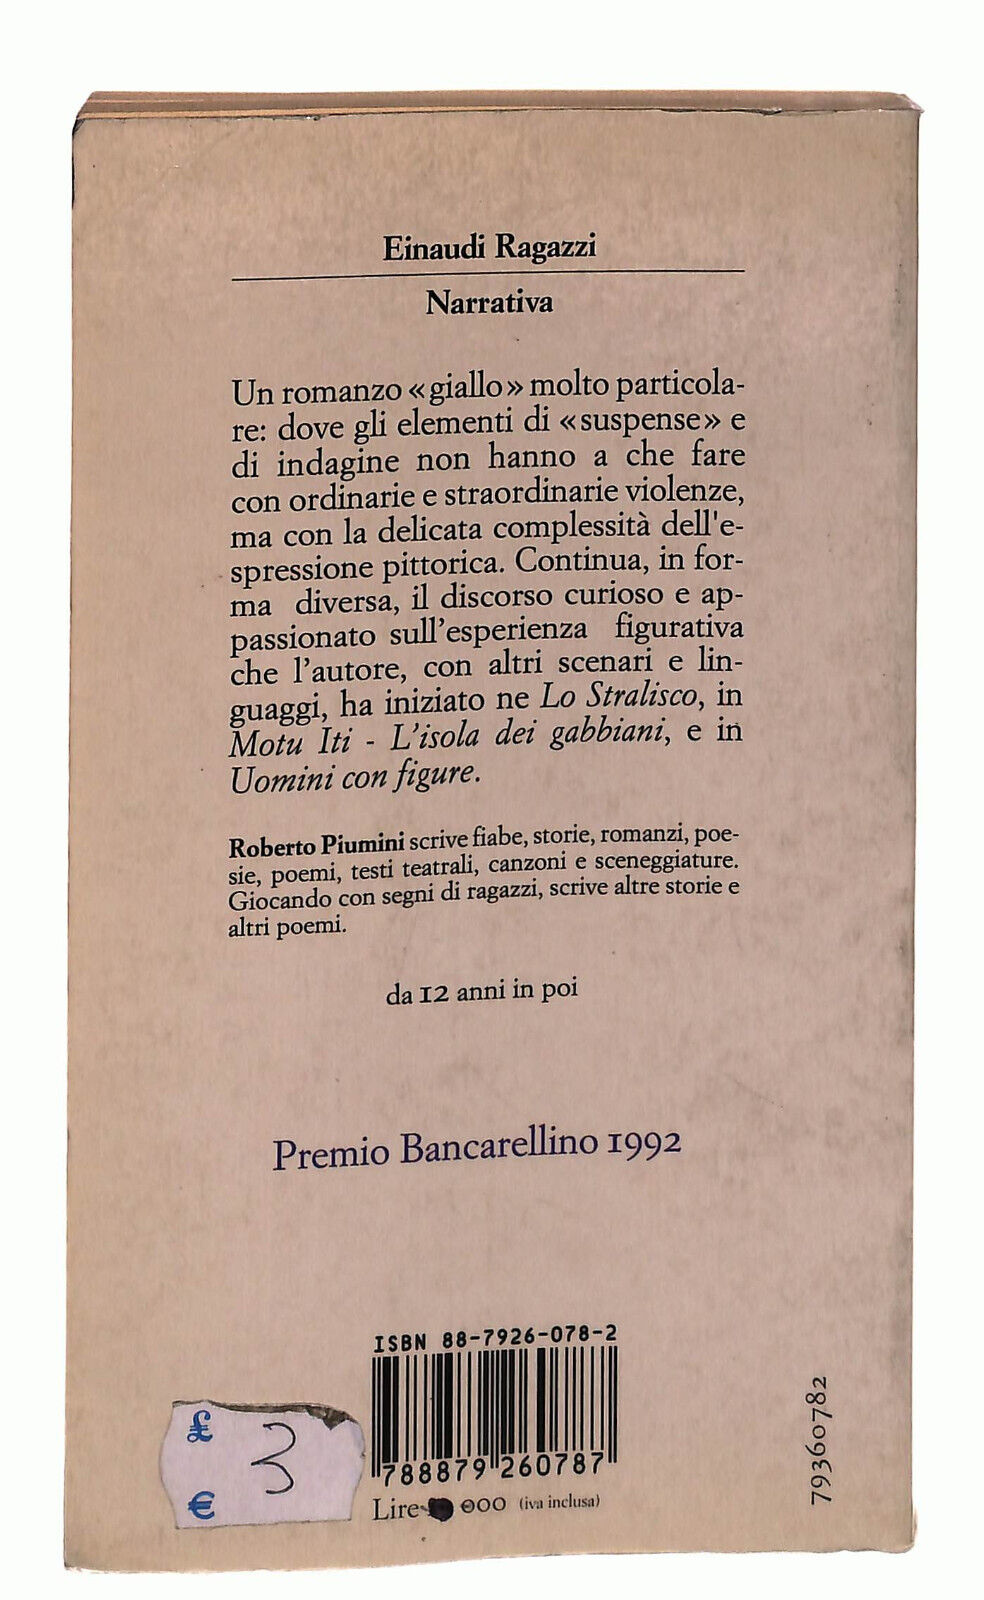 Einaudi Ragazzi
Narrativa
Un romanzo «giallo» molto particola-
re: dove gli elementi di «suspense» e
di indagine non hanno a che fare
con ordinarie e straordinarie violenze,
ma con la delicata complessità dell'e-
spressione pittorica. Continua, in for-
ma diversa, il discorso curioso e ap-
passionato sull'esperienza figurativa
che l'autore, con altri scenari e lin-
guaggi, ha iniziato ne Lo Stralisco, in
Motu Iti - L'isola dei gabbiani, e in
Uomini con figure.
Roberto Piumini scrive fiabe, storie, romanzi, poe-
sie, poemi, testi teatrali, canzoni e sceneggiature.
Giocando con segni di ragazzi, scrive altre storie e
altri poemi.
da 12 anni in poi
Premio Bancarellino 1992
ISBN 88-7926-078-2
788879 260787
Lire 000 (iva inclusa)
£ 3
€
79360782